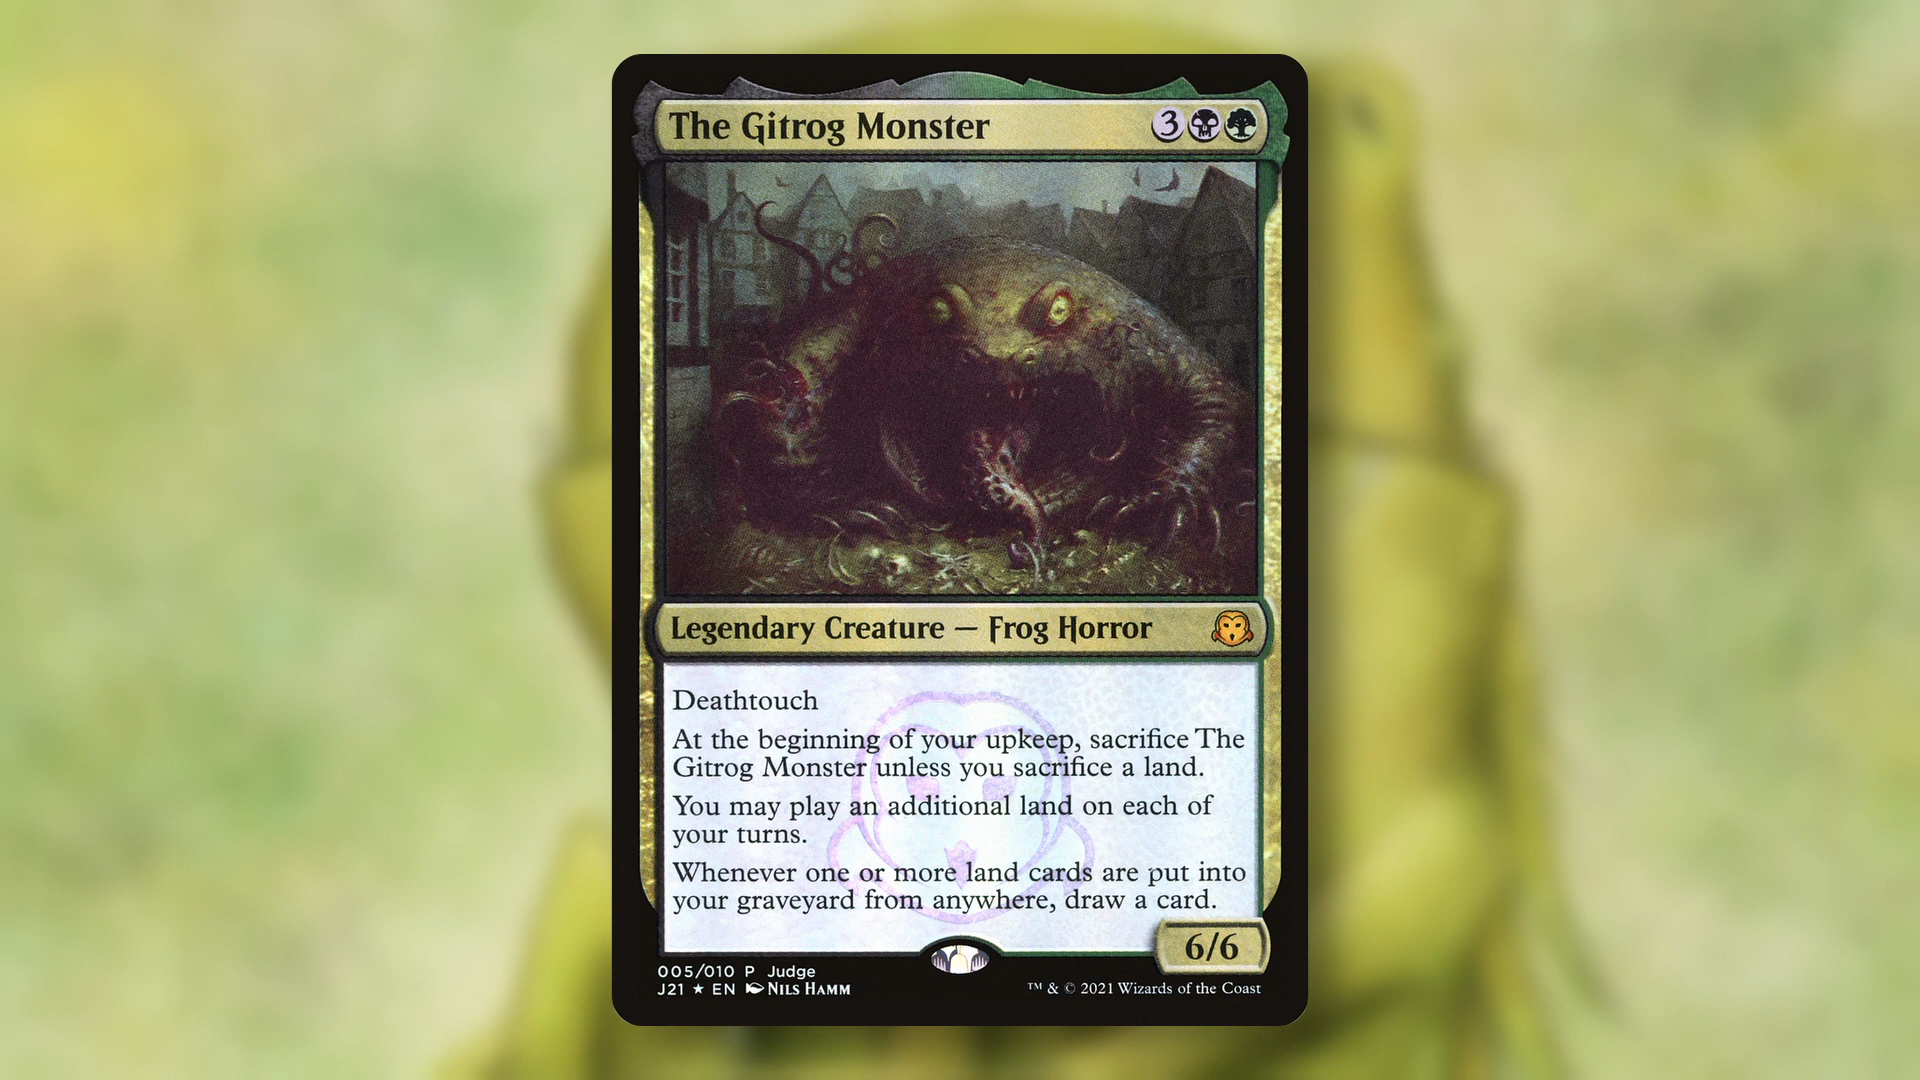 The Gitrog Monster 3
Legendary Creature — Frog Horror
Deathtouch
At the beginning of your upkeep, sacrifice The
Gitrog Monster unless you sacrifice a land.
You may play an additional land on each of
your turns.
Whenever one or more land cards are put into
your graveyard from anywhere, draw a card.
6/6
005/010 P Judge
J21 ★ EN Nils Hamm
™ & © 2021 Wizards of the Coast